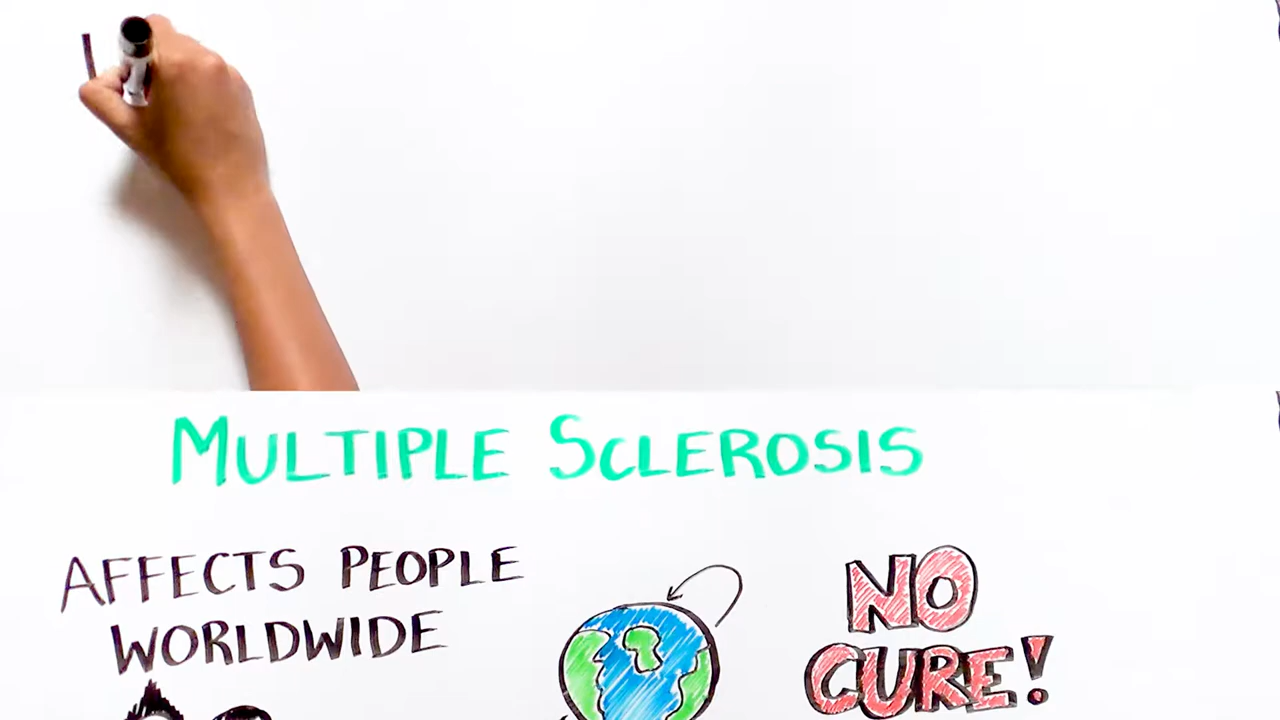 MULTIPLE SCLEROSIS
AFFECTS PEOPLE
WORLDWIDE
NO
CURE!